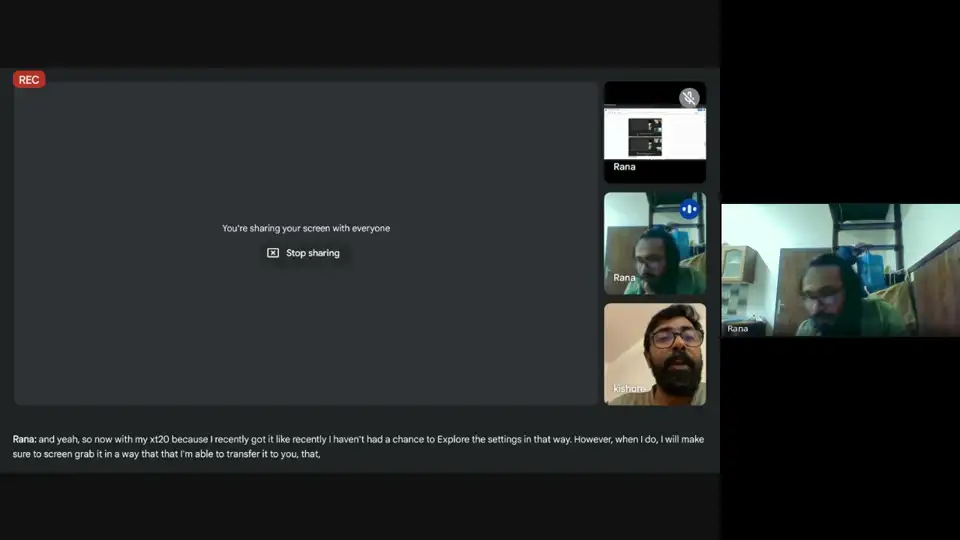 REC
Rana
You're sharing your screen with everyone
Stop sharing
Rana
kishore
Rana
Rana: and yeah, so now with my xt20 because I recently got it like recently I haven't had a chance to Explore the settings in that way. However, when I do, I will make
sure to screen grab it in a way that that I'm able to transfer it to you, that,